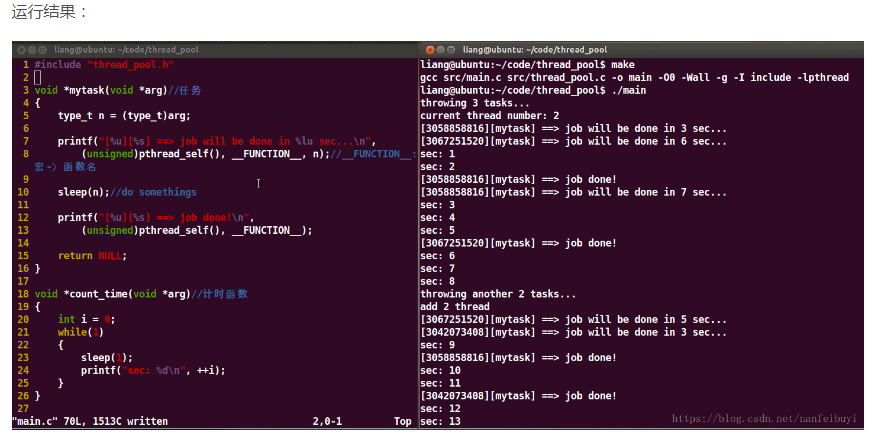 运行结果：
liang@ubuntu: ~/code/thread_pool
1 #include "thread_pool.h"
2
3 void *mytask(void *arg)//任务
4 {
5     type_t n = (type_t)arg;
6
7     printf("[%u][%s] ==> job will be done in %lu sec...\n",
8         (unsigned)pthread_self(), __FUNCTION__, n);//__FUNCTION__:
宏-> 函数名
9
10     sleep(n);//do somethings
11
12     printf("[%u][%s] ==> job done!\n",
13         (unsigned)pthread_self(), __FUNCTION__);
14
15     return NULL;
16 }
17
18 void *count_time(void *arg)//计时函数
19 {
20     int i = 0;
21     while(1)
22     {
23         sleep(1);
24         printf("sec: %d\n", ++i);
25     }
26 }
27
"main.c" 70L, 1513C written 2,0-1 Top
liang@ubuntu: ~/code/thread_pool
liang@ubuntu:~/code/thread_pool$ make
gcc src/main.c src/thread_pool.c -o main -O0 -Wall -g -I include -lpthread
liang@ubuntu:~/code/thread_pool$ ./main
throwing 3 tasks...
current thread number: 2
[3058858816][mytask] ==> job will be done in 3 sec...
[3067251520][mytask] ==> job will be done in 6 sec...
sec: 1
sec: 2
[3058858816][mytask] ==> job done!
[3058858816][mytask] ==> job will be done in 7 sec...
sec: 3
sec: 4
sec: 5
[3067251520][mytask] ==> job done!
sec: 6
sec: 7
sec: 8
throwing another 2 tasks...
add 2 thread
[3067251520][mytask] ==> job will be done in 5 sec...
[3042073408][mytask] ==> job will be done in 3 sec...
sec: 9
[3058858816][mytask] ==> job done!
sec: 10
sec: 11
[3042073408][mytask] ==> job done!
sec: 12
sec: 13
https://blog.csdn.net/nanfeibuyi